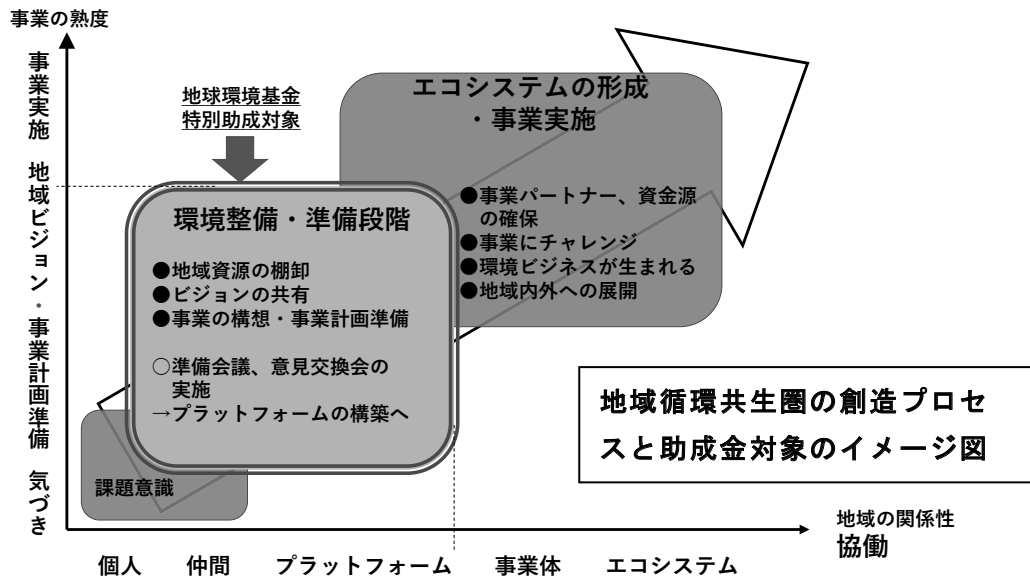 事業の熟度
事業実施 地域ビジョン・事業計画準備 気づき
地球環境基金
特別助成対象
エコシステムの形成
・事業実施
●事業パートナー、資金源
の確保
●事業にチャレンジ
●環境ビジネスが生まれる
●地域内外への展開
環境整備・準備段階
●地域資源の棚卸
●ビジョンの共有
●事業の構想・事業計画準備
○準備会議、意見交換会の
実施
→プラットフォームの構築へ
課題意識
地域循環共生圏の創造プロセ
スと助成金対象のイメージ図
地域の関係性
協働
個人 仲間 プラットフォーム 事業体 エコシステム